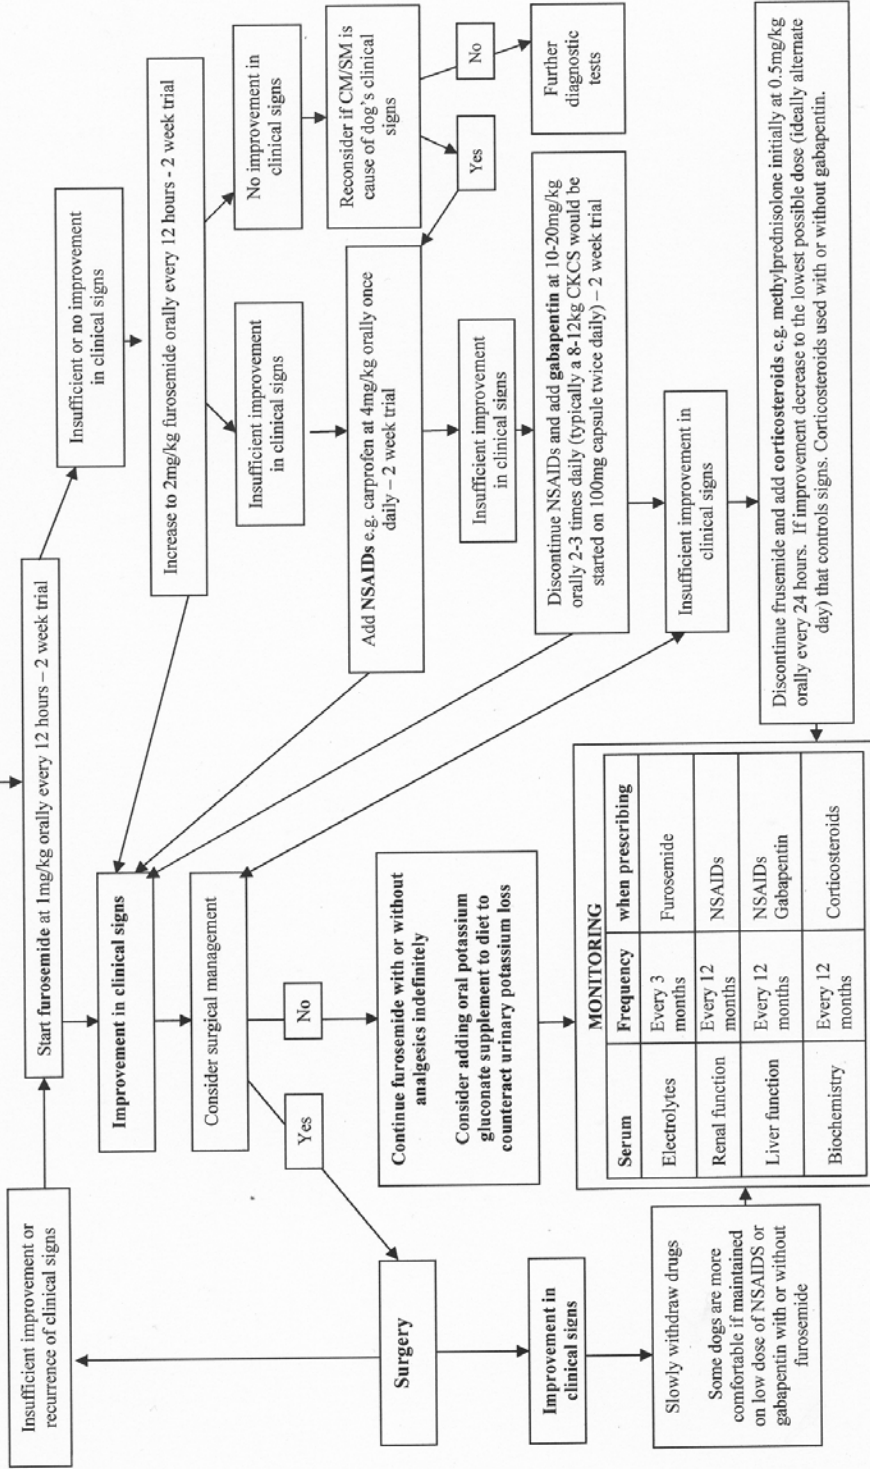 Insufficient improvement or
recurrence of clinical signs
Start furosemide at 1mg/kg orally every 12 hours – 2 week trial
Insufficient or no improvement
in clinical signs
Improvement in clinical signs
Increase to 2mg/kg furosemide orally every 12 hours - 2 week trial
Consider surgical management
Insufficient improvement
in clinical signs
No improvement in
clinical signs
Yes
No
Reconsider if CM/SM is
cause of dog's clinical
signs
Add NSAIDs e.g. carprofen at 4mg/kg orally once
daily – 2 week trial
Yes
No
Surgery
Continue furosemide with or without
analgesics indefinitely
Consider adding oral potassium
gluconate supplement to diet to
counteract urinary potassium loss
Insufficient improvement
in clinical signs
Further
diagnostic
tests
Improvement in
clinical signs
Discontinue NSAIDs and add gabapentin at 10-20mg/kg
orally 2-3 times daily (typically a 8-12kg CKCS would be
started on 100mg capsule twice daily) – 2 week trial
Slowly withdraw drugs
Some dogs are more
comfortable if maintained
on low dose of NSAIDS or
gabapentin with or without
furosemide
Insufficient improvement in
clinical signs
MONITORING
Serum Frequency when prescribing
Electrolytes Every 3 months Furosemide
Renal function Every 12 months NSAIDs
Liver function Every 12 months NSAIDs Gabapentin
Biochemistry Every 12 months Corticosteroids
Discontinue frusemide and add corticosteroids e.g. methylprednisolone initially at 0.5mg/kg
orally every 24 hours. If improvement decrease to the lowest possible dose (ideally alternate
day) that controls signs. Corticosteroids used with or without gabapentin.